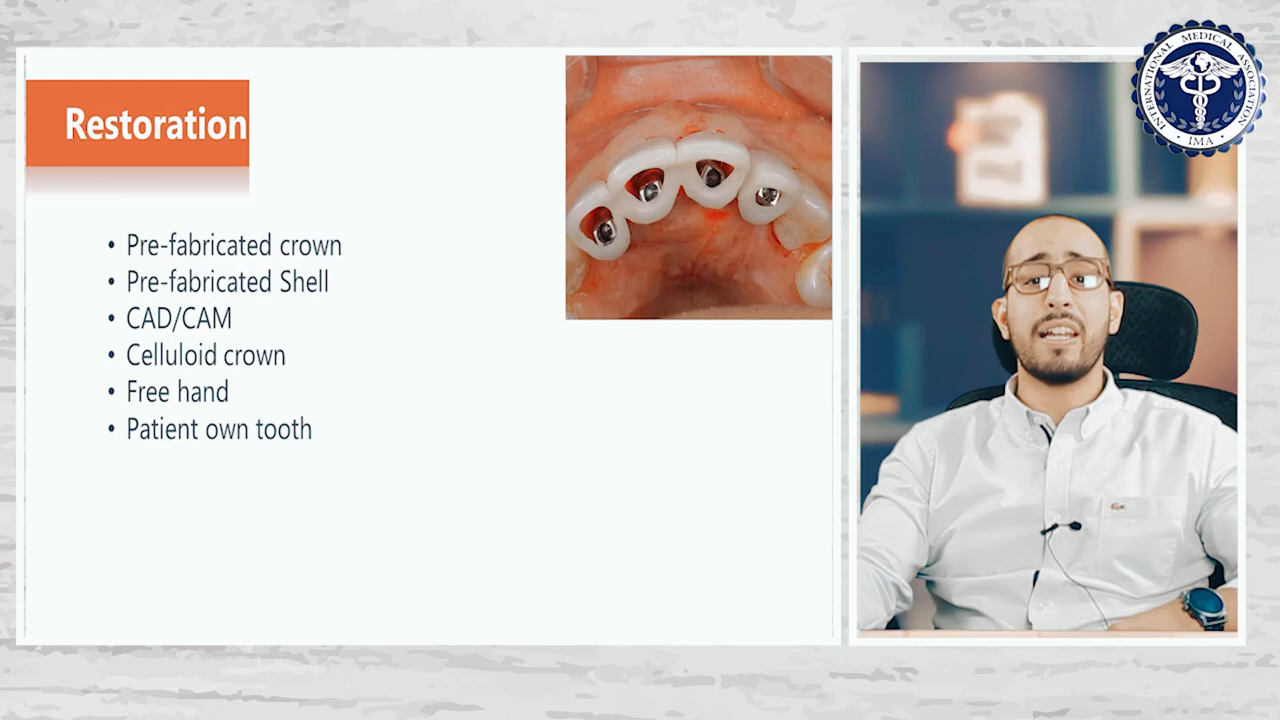 Restoration
• Pre-fabricated crown
• Pre-fabricated Shell
• CAD/CAM
• Celluloid crown
• Free hand
• Patient own tooth
INTERNATIONAL MEDICAL ASSOCIATION
• IMA •